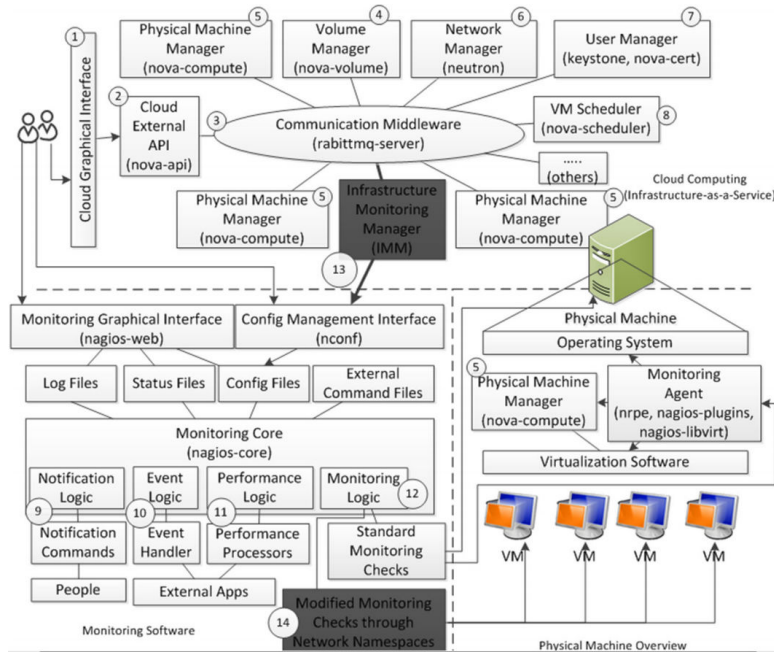 1
Cloud Graphical Interface
2
Cloud
External
API
(nova-api)
3
Physical Machine
Manager
(nova-compute)
5
Volume
Manager
(nova-volume)
4
Network
Manager
(neutron)
6
User Manager
(keystone, nova-cert)
7
Communication Middleware
(rabittmq-server)
VM Scheduler
(nova-scheduler)
8
.....
(others)
Physical Machine
Manager
(nova-compute)
5
Infrastructure
Monitoring
Manager
(IMM)
13
Physical Machine
Manager
(nova-compute)
5
Cloud Computing
(Infrastructure-as-a-Service)
Monitoring Graphical Interface
(nagios-web)
Config Management Interface
(nconf)
Log Files
Status Files
Config Files
External
Command Files
Monitoring Core
(nagios-core)
Notification
Logic
Event
Logic
Performance
Logic
Monitoring
Logic
9
10
11
12
Notification
Commands
Event
Handler
Performance
Processors
Standard
Monitoring
Checks
People
External Apps
14
Modified Monitoring
Checks through
Network Namespaces
Monitoring Software
Physical Machine
Operating System
5
Physical Machine
Manager
(nova-compute)
Monitoring
Agent
(nrpe, nagios-plugins,
nagios-libvirt)
Virtualization Software
VM
VM
VM
VM
Physical Machine Overview